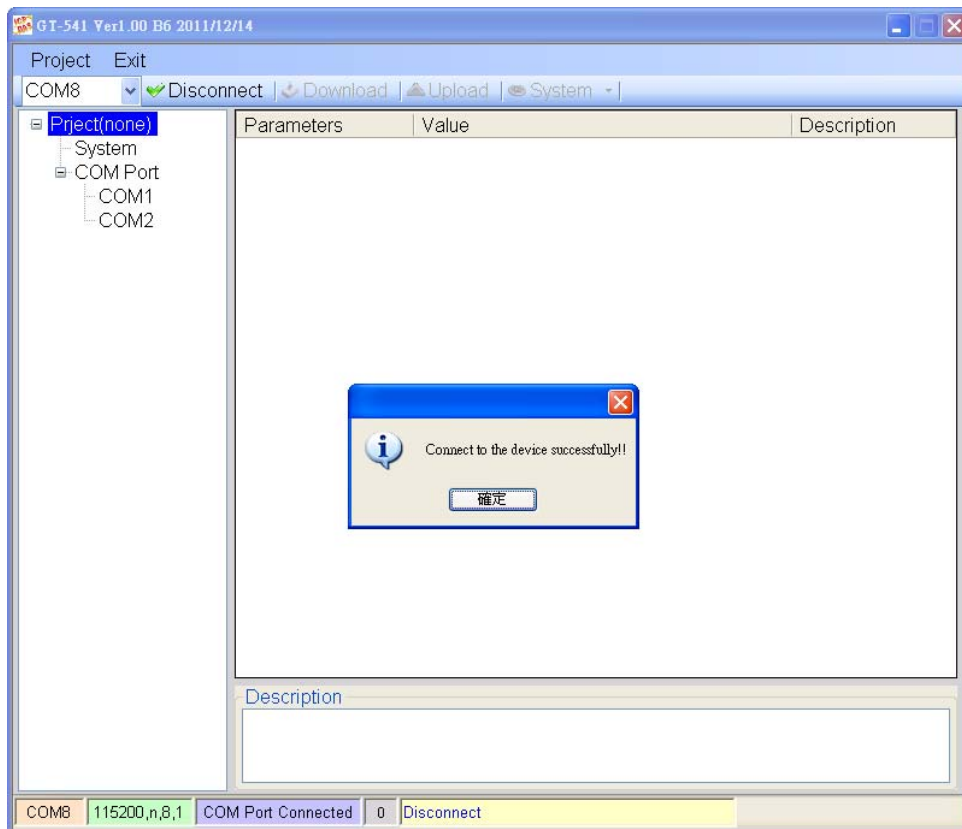 GT-541 Ver1.00 B6 2011/12/14
Project Exit
COM8 Disconnect Download Upload System
Prject(none)
System
COM Port
COM1
COM2
Parameters Value Description
Connect to the device successfully!!
確定
Description
COM8 115200,n,8,1 COM Port Connected 0 Disconnect